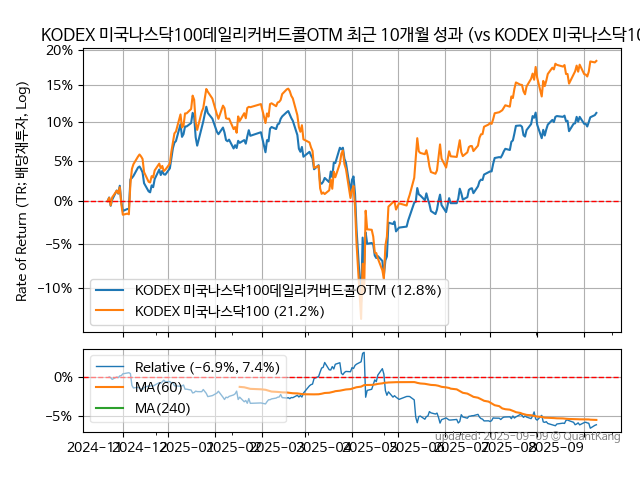 KODEX 미국나스닥100데일리커버드콜OTM 최근 10개월 성과 (vs KODEX 미국나스닥10
20%
15%
10%
5%
0%
−5%
−10%
Rate of Return (TR: 배당재투자, Log)
KODEX 미국나스닥100데일리커버드콜OTM (12.8%)
KODEX 미국나스닥100 (21.2%)
0%
−5%
Relative (−6.9%, 7.4%)
MA(60)
MA(240)
updated: 2025-09-09 © QuantKang
2024-11 2024-12 2025-01 2025-02 2025-03 2025-04 2025-05 2025-06 2025-07 2025-08 2025-09